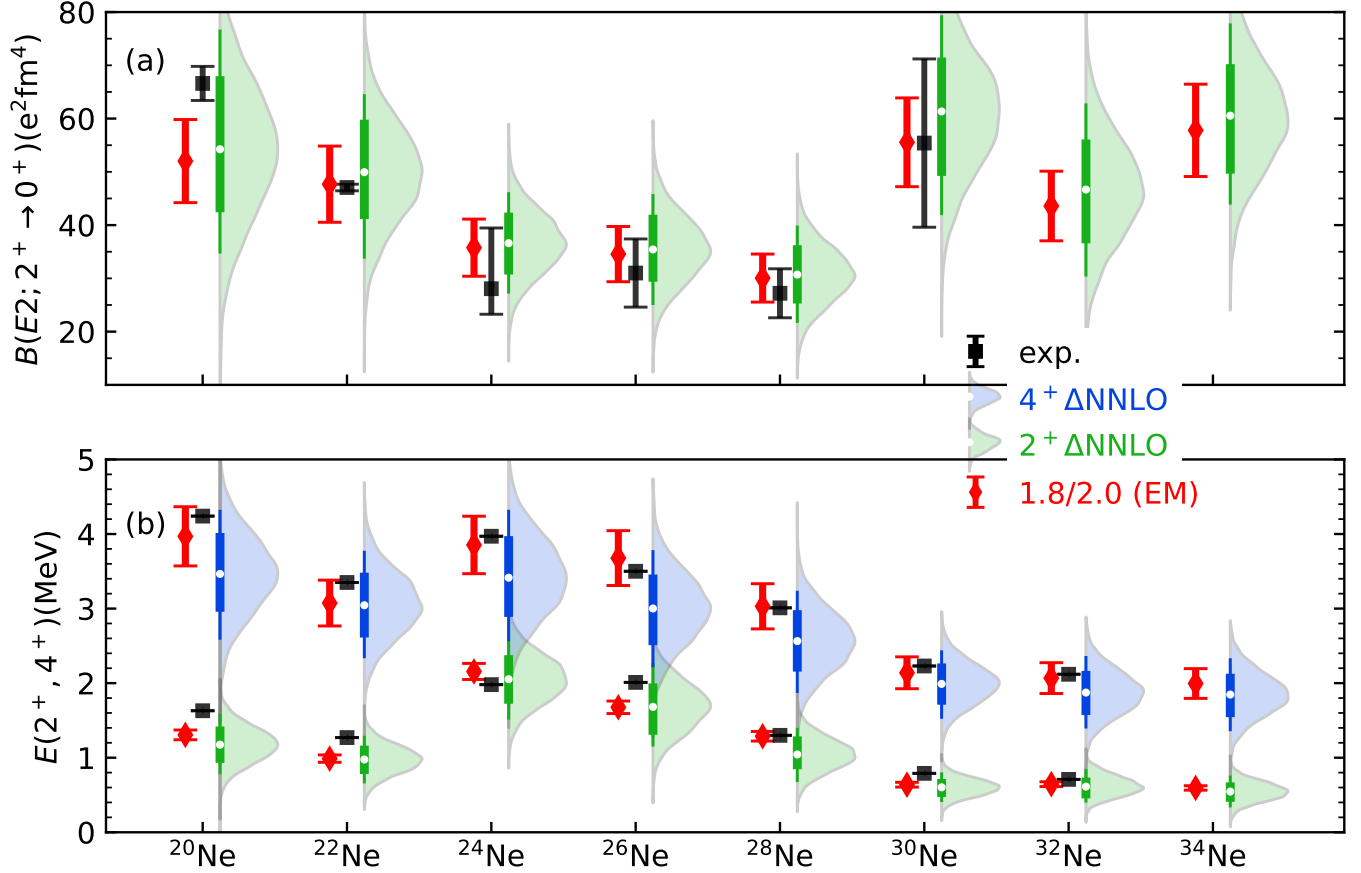 80
60
40
20
B(E2; 2⁺ → 0⁺)(e²fm⁴)
(a)
exp.
4⁺ ΔNNLO
2⁺ ΔNNLO
1.8/2.0 (EM)
5
4
3
2
1
0
E(2⁺, 4⁺)(MeV)
(b)
²⁰Ne ²²Ne ²⁴Ne ²⁶Ne ²⁸Ne ³⁰Ne ³²Ne ³⁴Ne